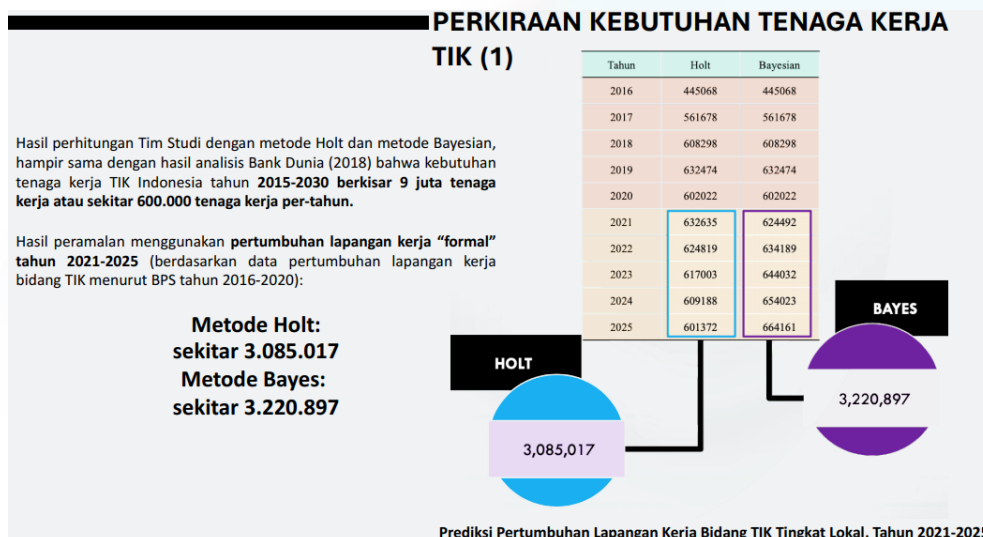 PERKIRAAN KEBUTUHAN TENAGA KERJA
TIK (1)
Hasil perhitungan Tim Studi dengan metode Holt dan metode Bayesian,
hampir sama dengan hasil analisis Bank Dunia (2018) bahwa kebutuhan
tenaga kerja TIK Indonesia tahun 2015-2030 berkisar 9 juta tenaga
kerja atau sekitar 600.000 tenaga kerja per-tahun.
Hasil peramalan menggunakan pertumbuhan lapangan kerja “formal”
tahun 2021-2025 (berdasarkan data pertumbuhan lapangan kerja
bidang TIK menurut BPS tahun 2016-2020):
Metode Holt:
sekitar 3.085.017
Metode Bayes:
sekitar 3.220.897
Tahun Holt Bayesian
2016 445068 445068
2017 561678 561678
2018 608298 608298
2019 632474 632474
2020 602022 602022
2021 632635 624492
2022 624819 634189
2023 617003 644032
2024 609188 654023
2025 601372 664161
HOLT
3,085,017
BAYES
3,220,897
Prediksi Pertumbuhan Lapangan Kerja Bidang TIK Tingkat Lokal, Tahun 2021-2025